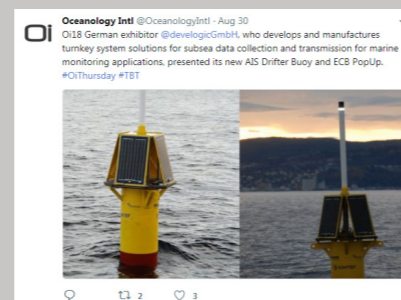 Oi
Oceanology Intl @OceanologyIntl · Aug 30
Oi18 German exhibitor @develogicGmbH, who develops and manufactures
turnkey system solutions for subsea data collection and transmission for marine
monitoring applications, presented its new AIS Drifter Buoy and ECB PopUp.
#OiThursday #TBT
2
3